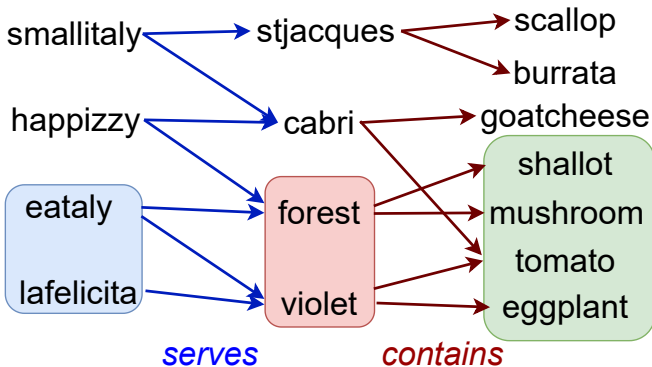 smallitaly stjacques scallop
burrata
happizzy cabri goatcheese
shallot
eataly forest mushroom
tomato
lafelicita violet eggplant
serves contains